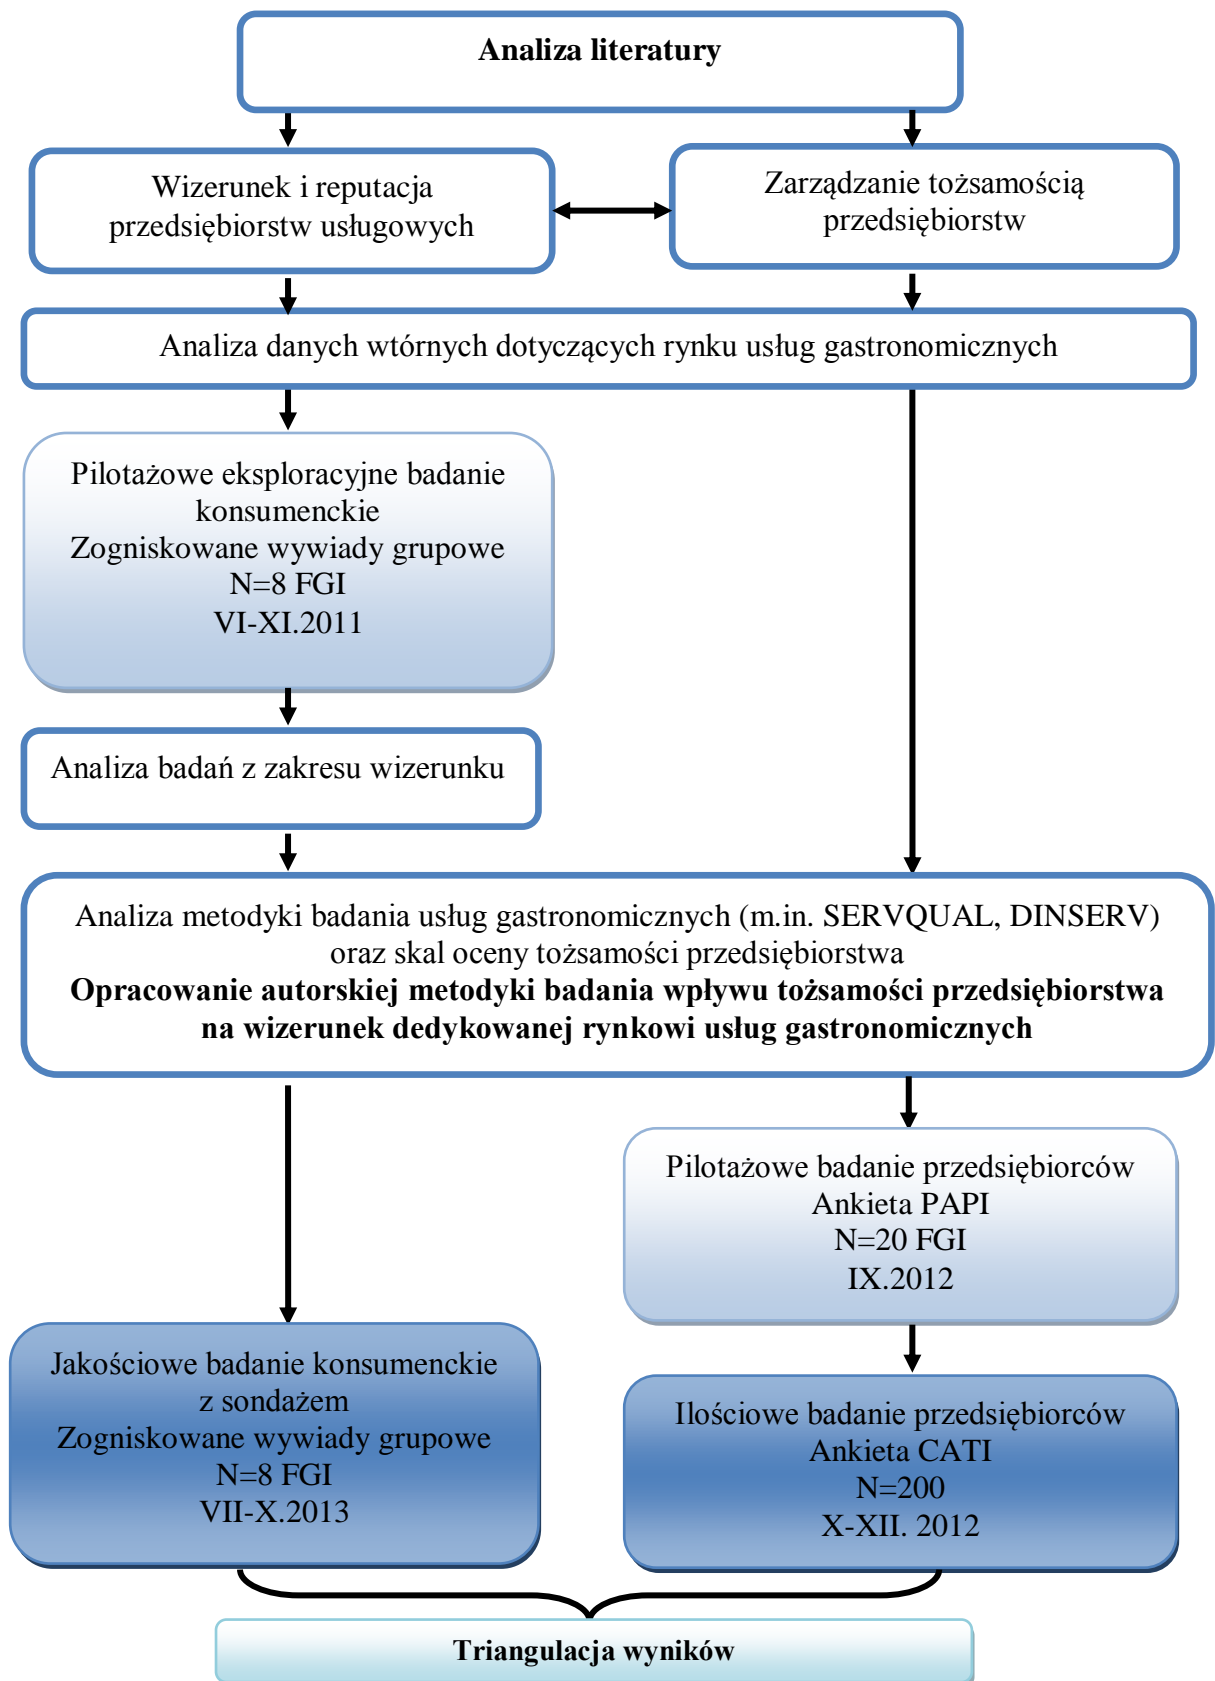 Analiza literatury
Wizerunek i reputacja
przedsiębiorstw usługowych
Zarządzanie tożsamością
przedsiębiorstw
Analiza danych wtórnych dotyczących rynku usług gastronomicznych
Pilotażowe eksploracyjne badanie
konsumenckie
Zogniskowane wywiady grupowe
N=8 FGI
VI-XI.2011
Analiza badań z zakresu wizerunku
Analiza metodyki badania usług gastronomicznych (m.in. SERVQUAL, DINSERV)
oraz skal oceny tożsamości przedsiębiorstwa
Opracowanie autorskiej metodyki badania wpływu tożsamości przedsiębiorstwa
na wizerunek dedykowanej rynkowi usług gastronomicznych
Pilotażowe badanie przedsiębiorców
Ankieta PAPI
N=20 FGI
IX.2012
Jakościowe badanie konsumenckie
z sondażem
Zogniskowane wywiady grupowe
N=8 FGI
VII-X.2013
Ilościowe badanie przedsiębiorców
Ankieta CATI
N=200
X-XII. 2012
Triangulacja wyników